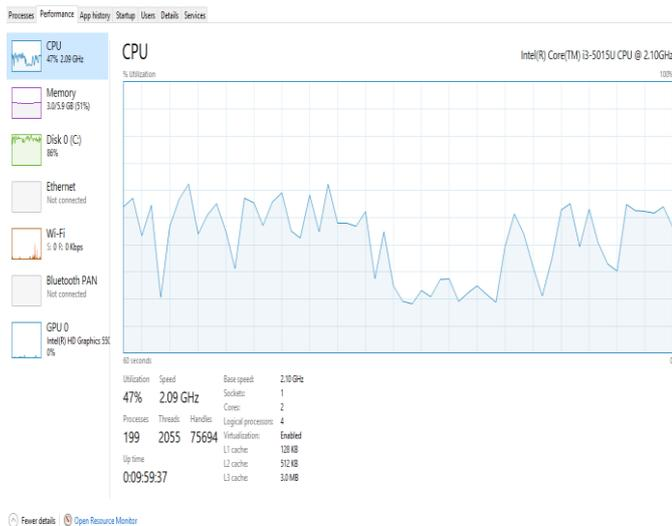 Processes Performance App history Startup Users Details Services
CPU
47% 2.09 GHz
Memory
3.0/5.9 GB (51%)
Disk 0 (C:)
86%
Ethernet
Not connected
Wi-Fi
S: 0 R: 0 Kbps
Bluetooth PAN
Not connected
GPU 0
Intel(R) HD Graphics 550
0%
CPU
Intel(R) Core(TM) i3-5015U CPU @ 2.10GHz
% Utilization
100%
60 seconds
0
Utilization Speed
47% 2.09 GHz
Processes Threads Handles
199 2055 75694
Up time
0:09:59:37
Base speed: 2.10 GHz
Sockets: 1
Cores: 2
Logical processors: 4
Virtualization: Enabled
L1 cache: 128 KB
L2 cache: 512 KB
L3 cache: 3.0 MB
Fewer details Open Resource Monitor